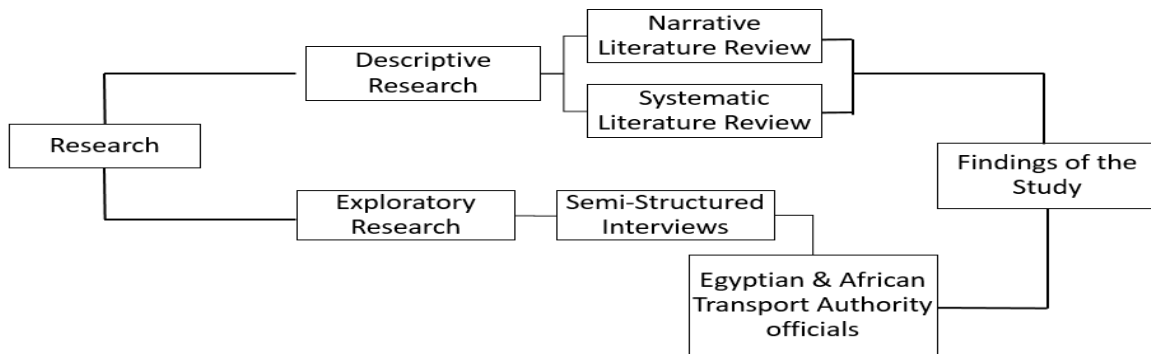 Narrative
Literature Review
Descriptive
Research
Systematic
Literature Review
Research
Findings of the
Study
Exploratory
Research
Semi-Structured
Interviews
Egyptian & African
Transport Authority
officials